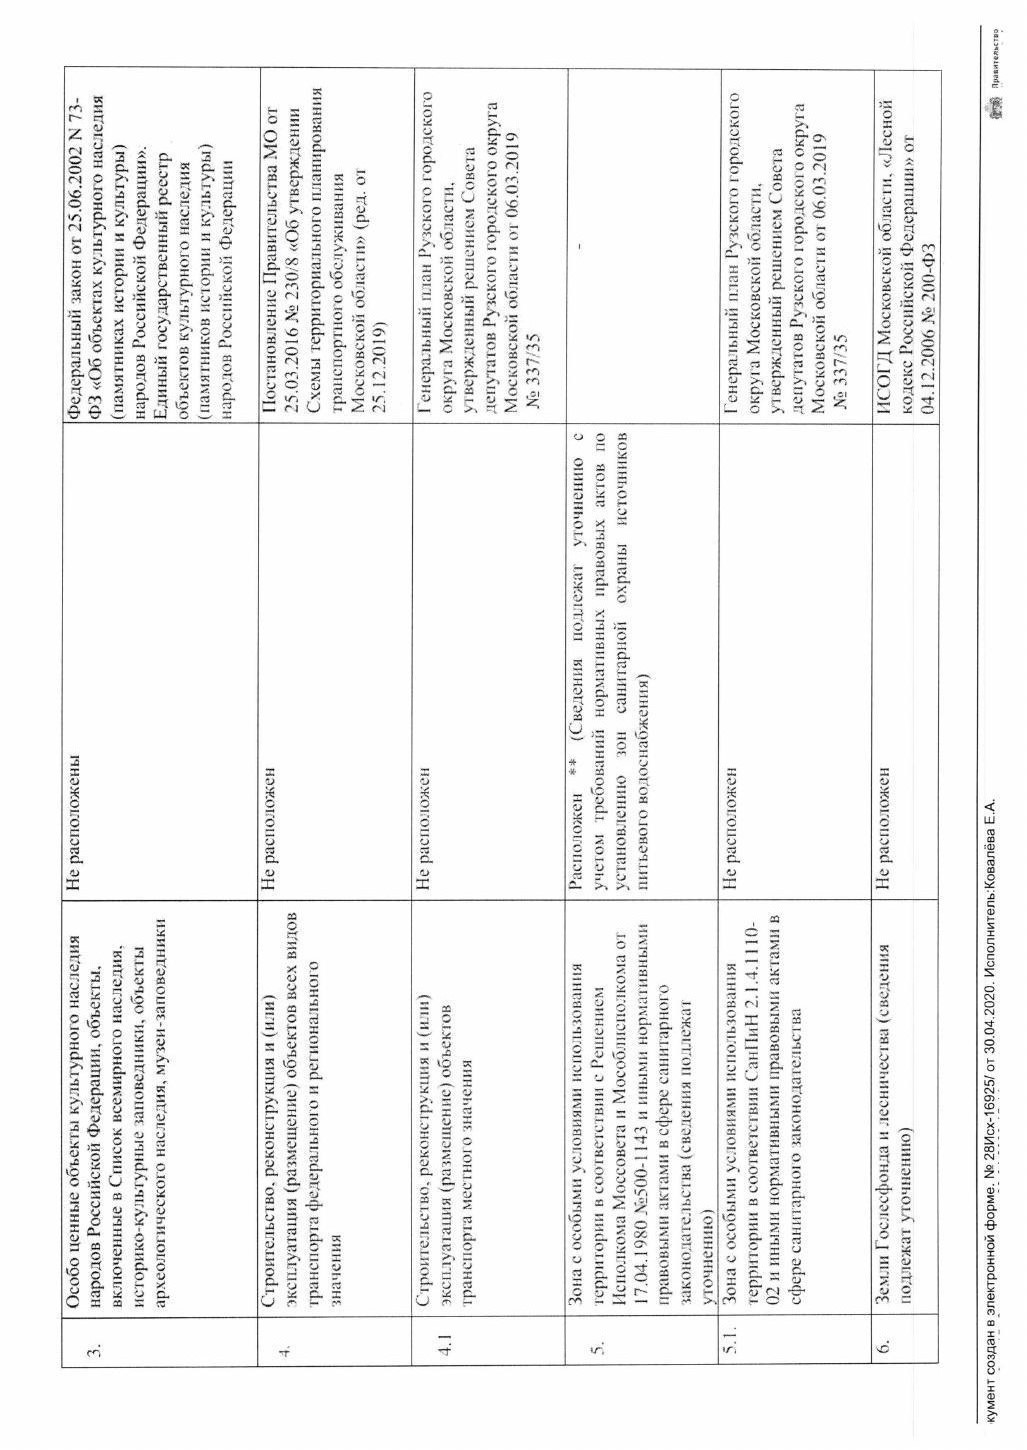 3.
Особо ценные объекты культурного наследия
народов Российской Федерации, объекты,
включенные в Список всемирного наследия,
историко-культурные заповедники, объекты
археологического наследия, музеи-заповедники
Не расположены
Федеральный закон от 25.06.2002 N 73-
ФЗ «Об объектах культурного наследия
(памятниках истории и культуры)
народов Российской Федерации».
Единый государственный реестр
объектов культурного наследия
(памятников истории и культуры)
народов Российской Федерации
4.
Строительство, реконструкция и (или)
эксплуатация (размещение) объектов всех видов
транспорта федерального и регионального
значения
Не расположен
Постановление Правительства МО от
25.03.2016 № 230/8 «Об утверждении
Схемы территориального планирования
транспортного обслуживания
Московской области» (ред. от
25.12.2019)
4.1
Строительство, реконструкция и (или)
эксплуатация (размещение) объектов
транспорта местного значения
Не расположен
Генеральный план Рузского городского
округа Московской области,
утвержденный решением Совета
депутатов Рузского городского округа
Московской области от 06.03.2019
№ 337/35
5.
Зона с особыми условиями использования
территории в соответствии с Решением
Исполкома Моссовета и Мособлисполкома от
17.04.1980 №500-1143 и иными нормативными
правовыми актами в сфере санитарного
законодательства (сведения подлежат
уточнению)
Расположен ** (Сведения подлежат уточнению с
учетом требований нормативных правовых актов по
установлению зон санитарной охраны источников
питьевого водоснабжения)
-
5.1.
Зона с особыми условиями использования
территории в соответствии СанПиН 2.1.4.1110-
02 и иными нормативными правовыми актами в
сфере санитарного законодательства
Не расположен
Генеральный план Рузского городского
округа Московской области,
утвержденный решением Совета
депутатов Рузского городского округа
Московской области от 06.03.2019
№ 337/35
6.
Земли Гослесфонда и лесничества (сведения
подлежат уточнению)
Не расположен
ИСОГД Московской области, «Лесной
кодекс Российской Федерации» от
04.12.2006 № 200-ФЗ
кумент создан в электронной форме. № 28Исх-16925/ от 30.04.2020. Исполнитель:Ковалёва Е.А.
Правительство